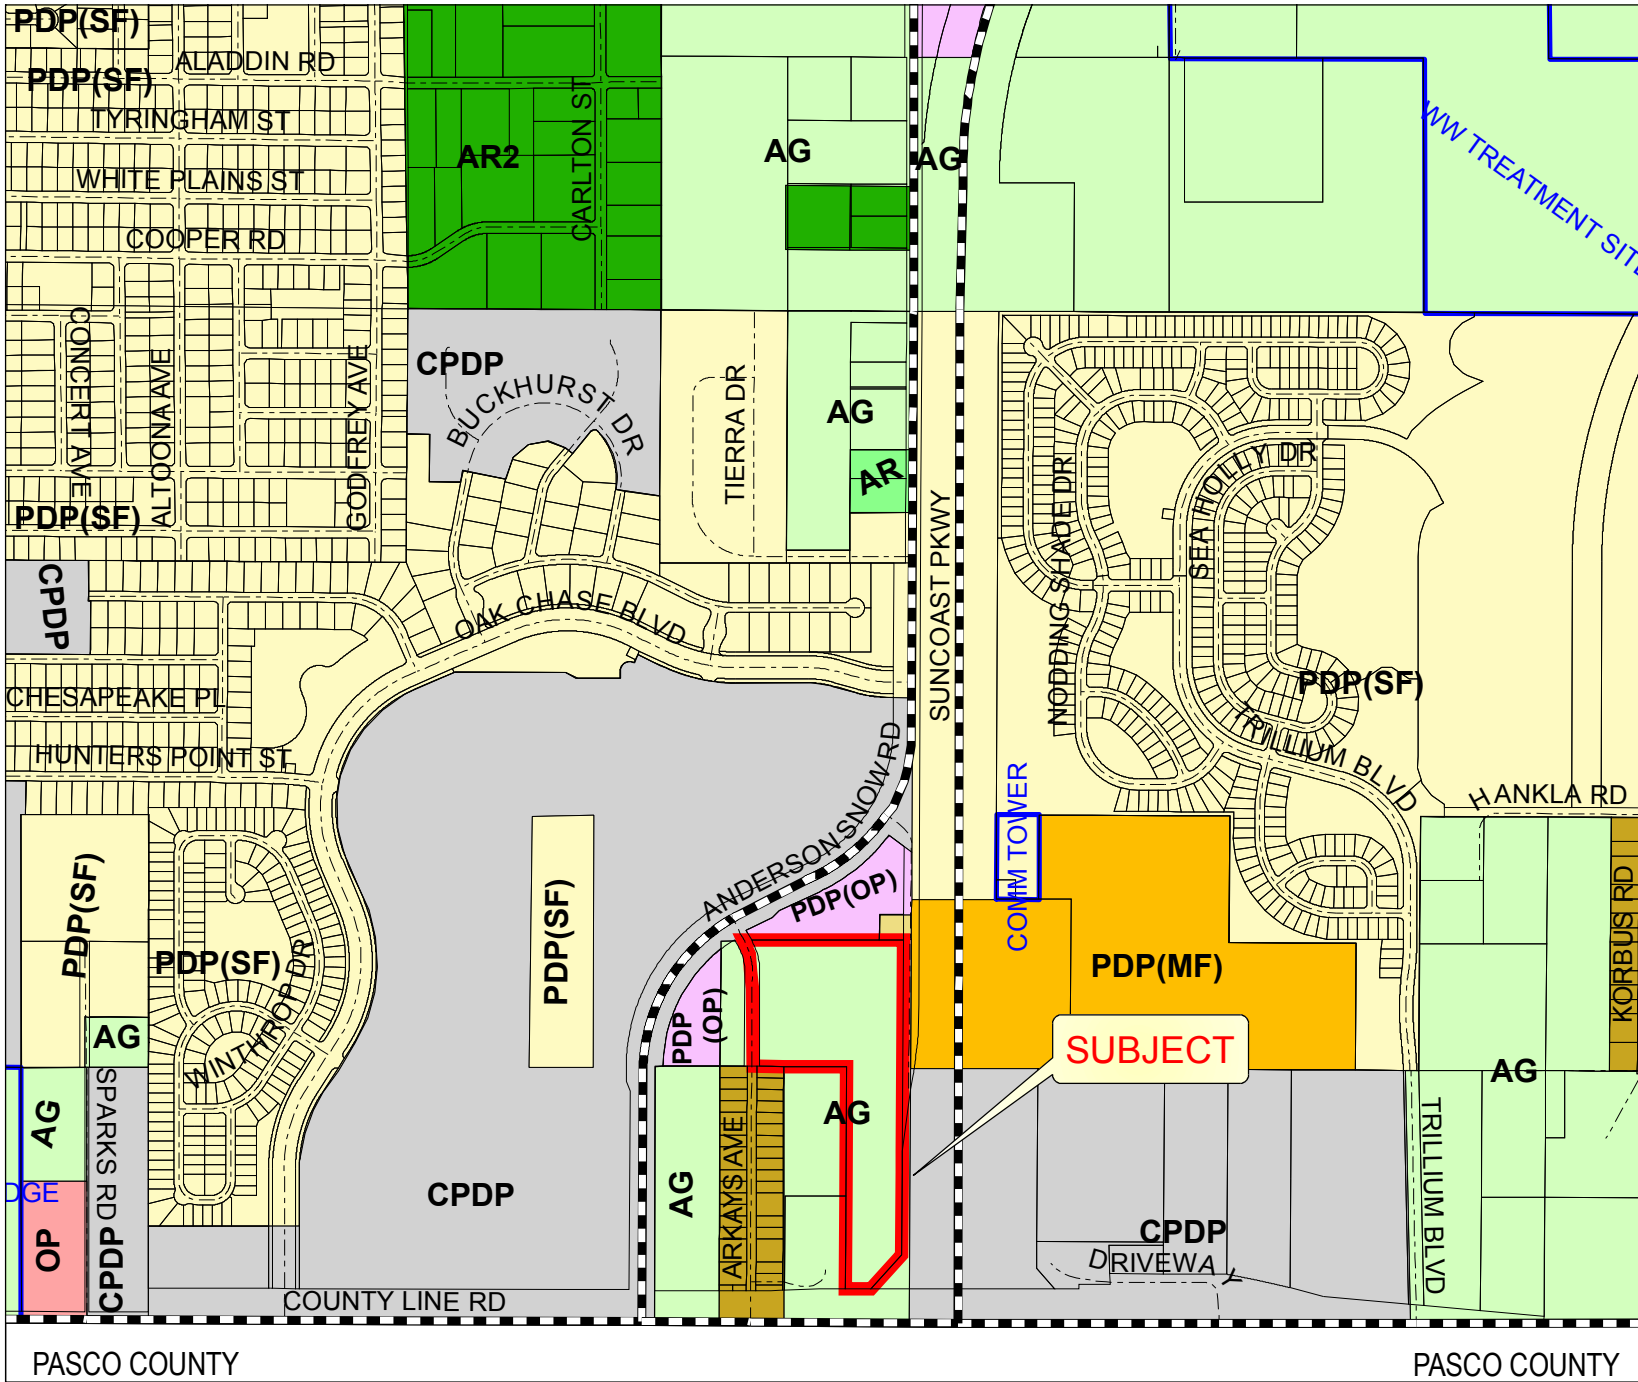 PDP(SF)
ALADDIN RD
PDP(SF)
TYRINGHAM ST
WHITE PLAINS ST
COOPER RD
AR2
CARLTON ST
AG
AG
WW TREATMENT SITE
CONCERT AVE
ALTOONA AVE
GODFREY AVE
PDP(SF)
CPDP
BUCKHURST DR
TIERRA DR
AG
AR
SUNCOAST PKWY
NODDING SHADE DR
SEA HOLLY DR
PDP(SF)
TRILLIUM BLVD
HANKLA RD
CPDP
OAK CHASE BLVD
CHESAPEAKE PL
HUNTERS POINT ST
ANDERSON SNOW RD
COMM TOWER
PDP(SF)
PDP(SF)
WINTHROP DR
PDP(SF)
PDP(OP)
PDP
(OP)
PDP(MF)
KORBUS RD
SUBJECT
AG
AG
SPARKS RD
DGE
OP
CPDP
CPDP
AG
ARKAYS AVE
AG
AG
CPDP
DRIVEWAY
TRILLIUM BLVD
COUNTY LINE RD
PASCO COUNTY
PASCO COUNTY